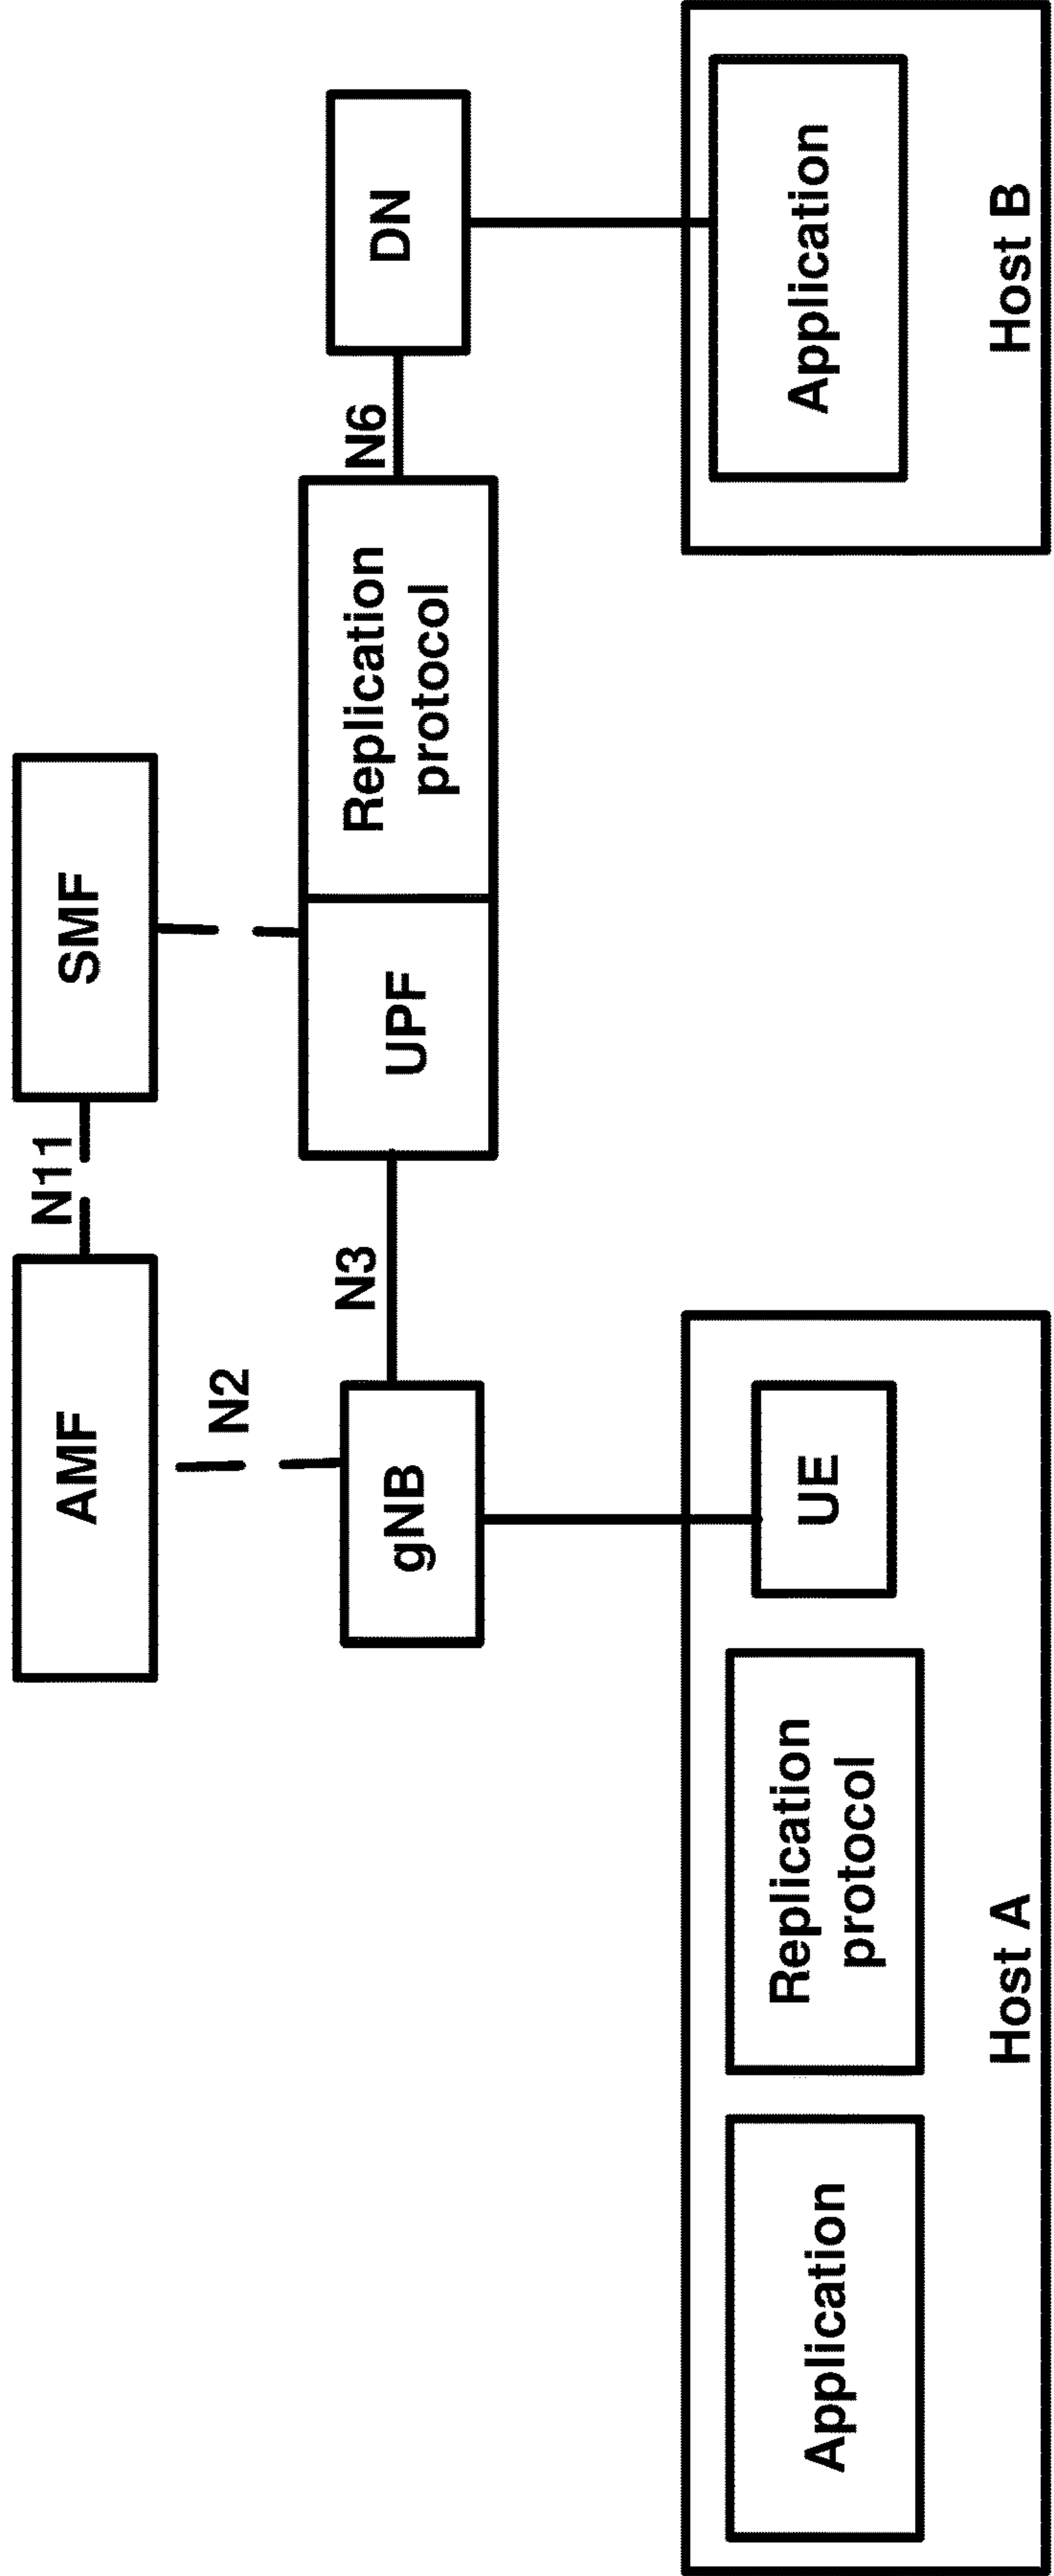 AMF
N11
SMF
N2
gNB
N3
UPF
Replication
protocol
N6
DN
Application
Replication
protocol
UE
Host A
Application
Host B